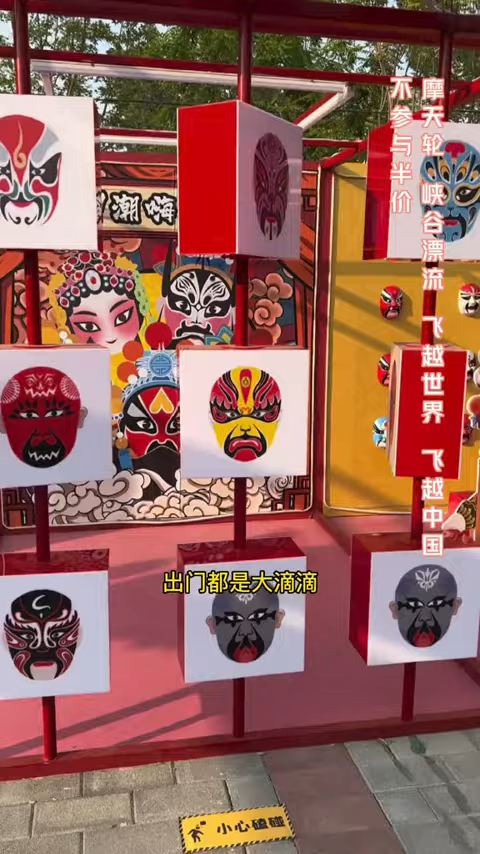 摩天轮 峡谷漂流 飞越世界 飞越中国
不参与半价
潮嗨
出门都是大滴滴
小心磕碰